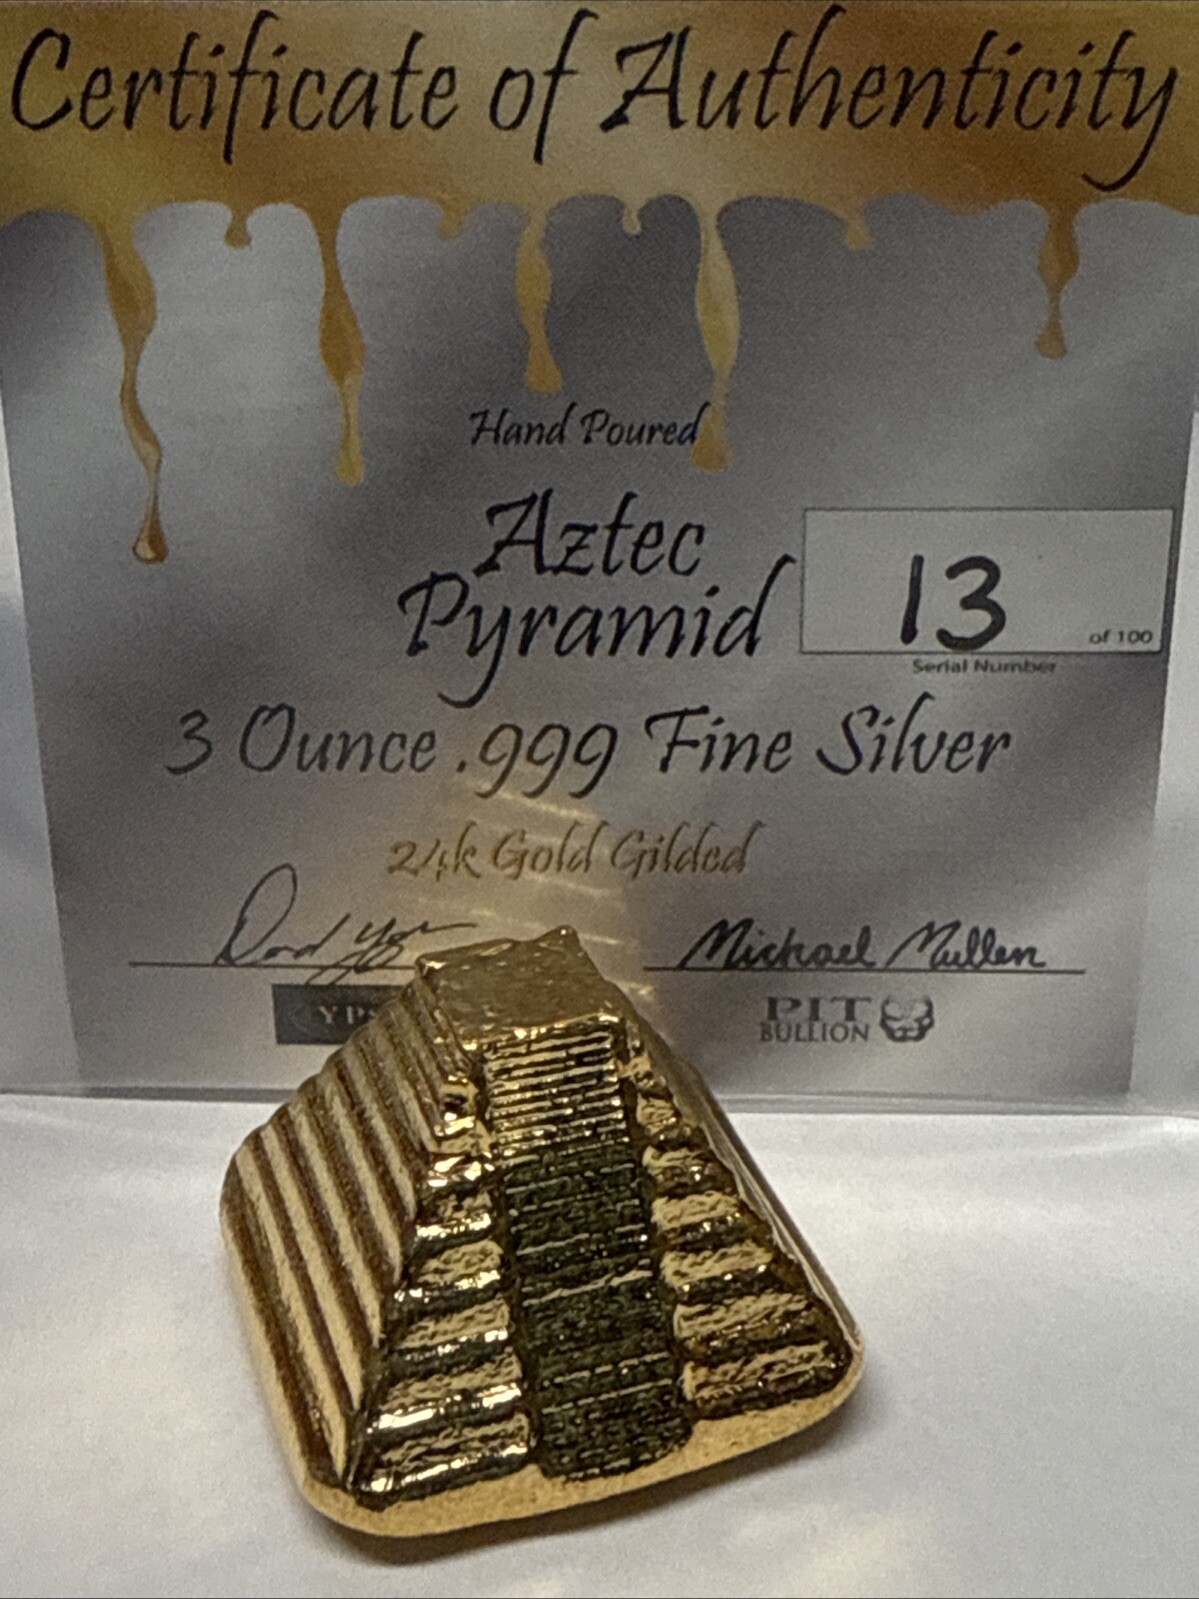 Certificate of Authenticity
Hand Poured
Aztec
Pyramid
13
of 100
Serial Number
3 Ounce .999 Fine Silver
24k Gold Gilded
Michael Mullen
YPS
PIT
BULLION